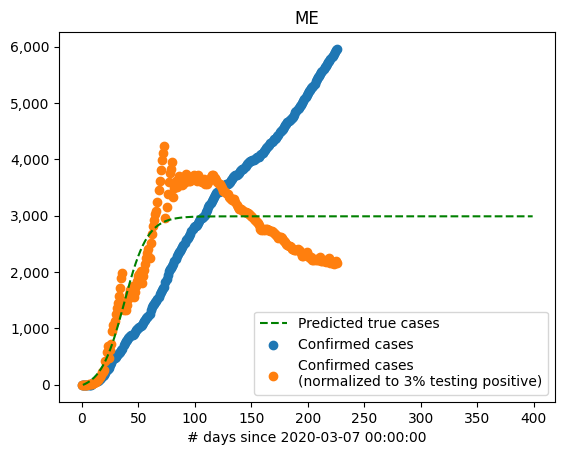 ME
6,000
5,000
4,000
3,000
2,000
1,000
0
Predicted true cases
Confirmed cases
Confirmed cases
(normalized to 3% testing positive)
0 50 100 150 200 250 300 350 400
# days since 2020-03-07 00:00:00